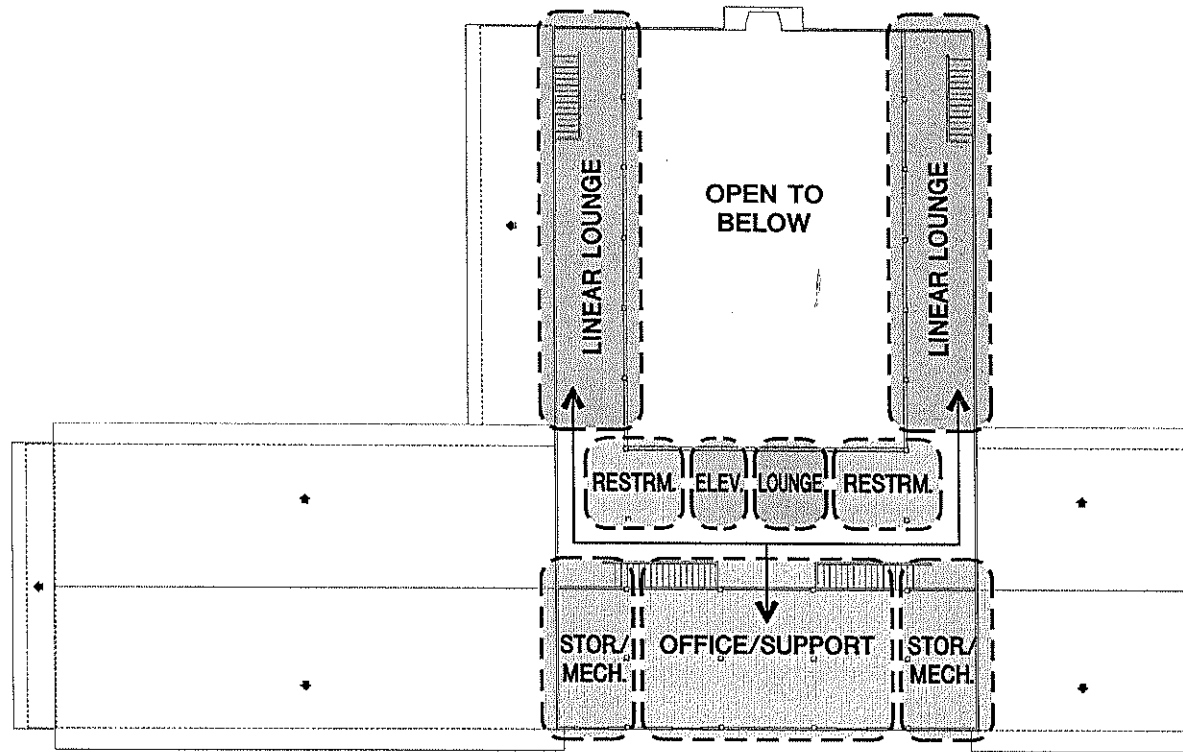 LINEAR LOUNGE
OPEN TO
BELOW
LINEAR LOUNGE
RESTRM.
ELEV.
LOUNGE
RESTRM.
STOR./
MECH.
OFFICE/SUPPORT
STOR./
MECH.